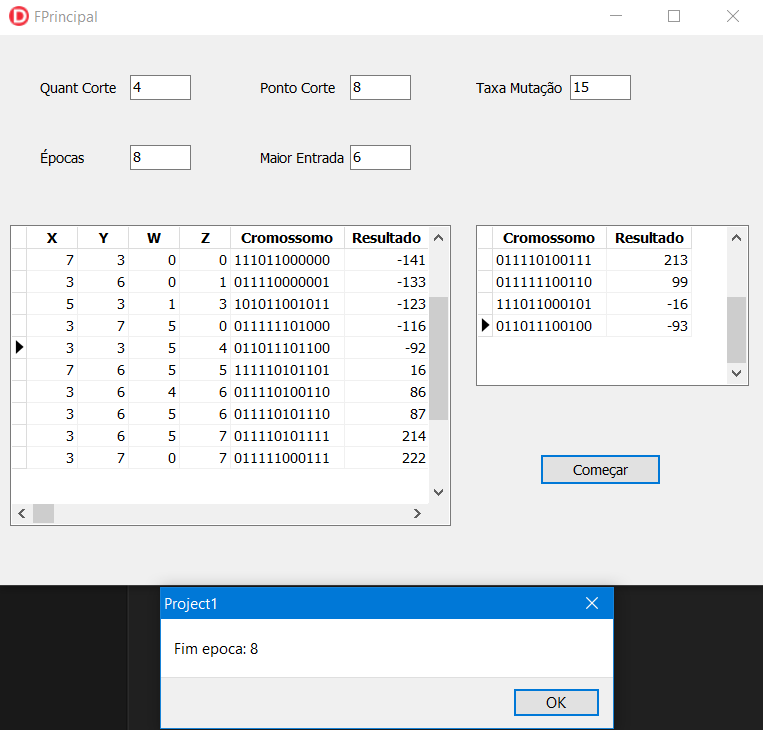 FPrincipal
Quant Corte 4 Ponto Corte 8 Taxa Mutação 15
Épocas 8 Maior Entrada 6
X Y W Z Cromossomo Resultado
7 3 0 0 111011000000 -141
3 6 0 1 011110000001 -133
5 3 1 3 101011001011 -123
3 7 5 0 011111101000 -116
3 3 5 4 011011101100 -92
7 6 5 5 111110101101 16
3 6 4 6 011110100110 86
3 6 5 6 011110101110 87
3 6 5 7 011110101111 214
3 7 0 7 011111000111 222
Cromossomo Resultado
011110100111 213
011111100110 99
111011000101 -16
011011100100 -93
Começar
Project1
Fim epoca: 8
OK